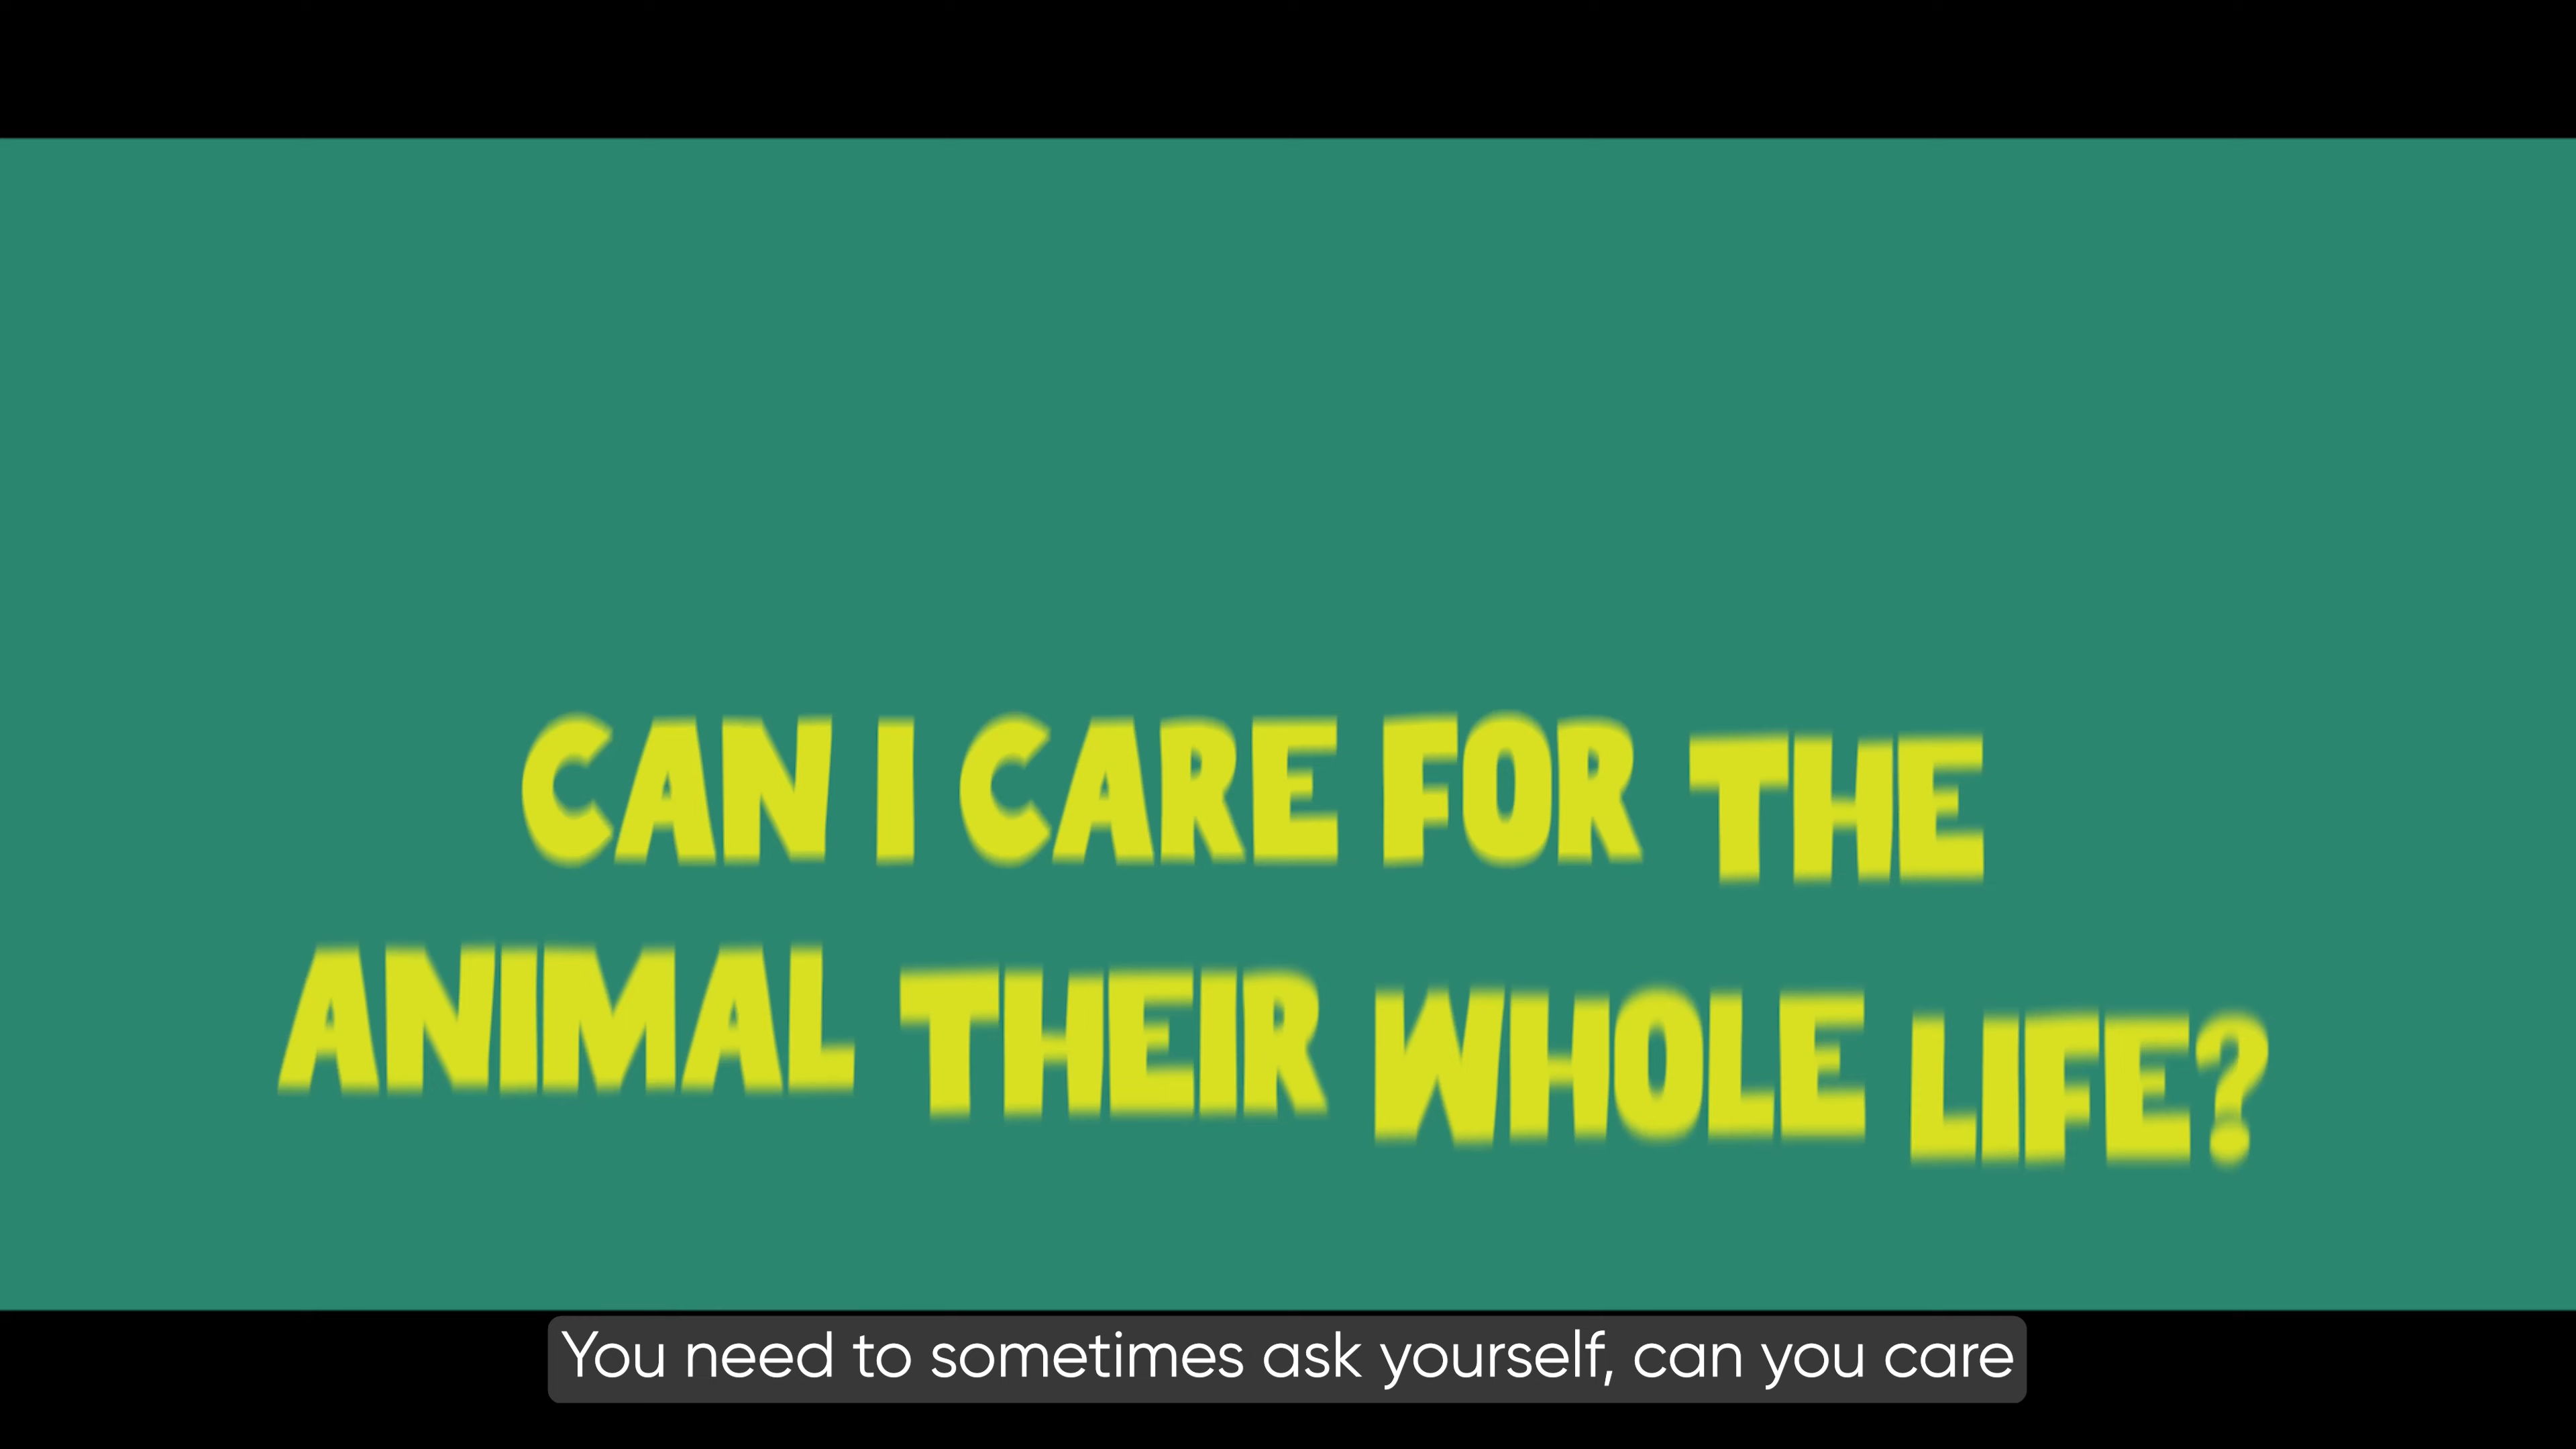 CAN I CARE FOR THE
ANIMAL THEIR WHOLE LIFE?
You need to sometimes ask yourself, can you care